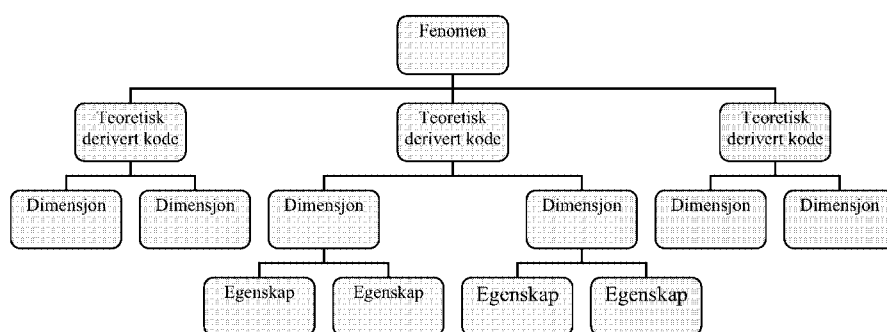 Fenomen
Teoretisk
derivert kode
Teoretisk
derivert kode
Teoretisk
derivert kode
Dimensjon
Dimensjon
Dimensjon
Dimensjon
Dimensjon
Dimensjon
Egenskap
Egenskap
Egenskap
Egenskap